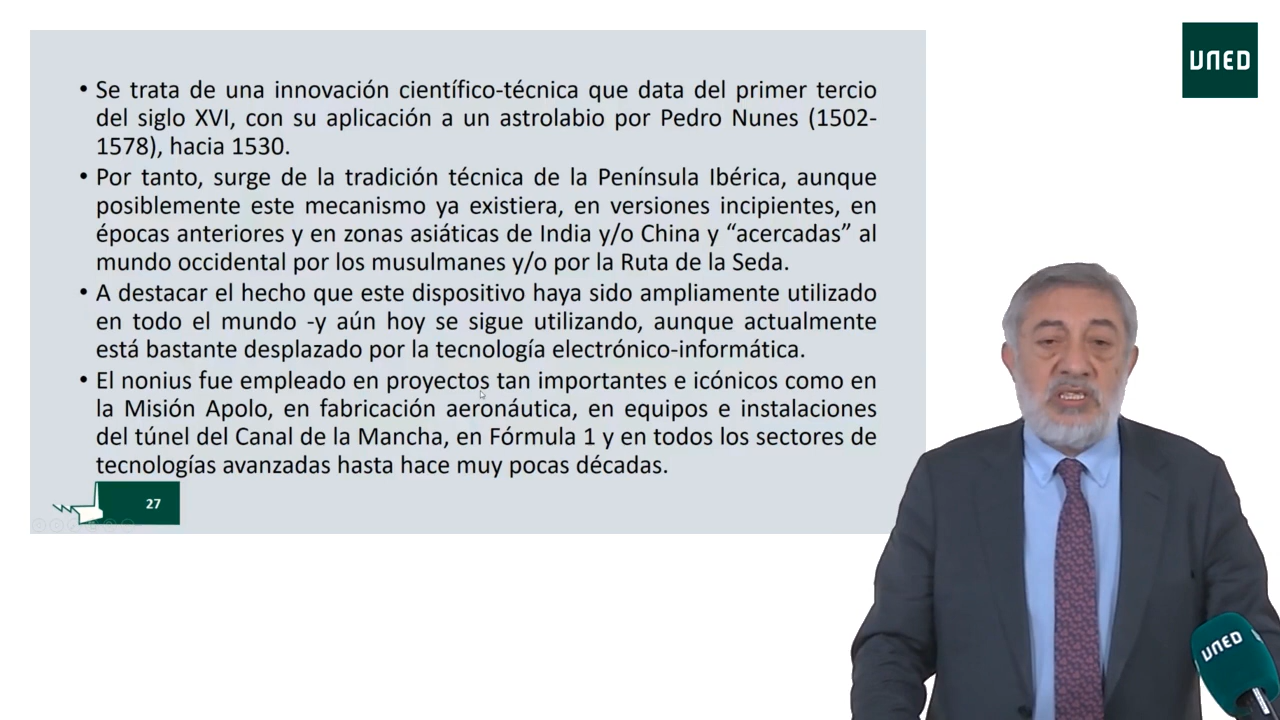 UNED
• Se trata de una innovación científico-técnica que data del primer tercio
del siglo XVI, con su aplicación a un astrolabio por Pedro Nunes (1502-
1578), hacia 1530.
• Por tanto, surge de la tradición técnica de la Península Ibérica, aunque
posiblemente este mecanismo ya existiera, en versiones incipientes, en
épocas anteriores y en zonas asiáticas de India y/o China y “acercadas” al
mundo occidental por los musulmanes y/o por la Ruta de la Seda.
• A destacar el hecho que este dispositivo haya sido ampliamente utilizado
en todo el mundo -y aún hoy se sigue utilizando, aunque actualmente
está bastante desplazado por la tecnología electrónico-informática.
• El nonius fue empleado en proyectos tan importantes e icónicos como en
la Misión Apolo, en fabricación aeronáutica, en equipos e instalaciones
del túnel del Canal de la Mancha, en Fórmula 1 y en todos los sectores de
tecnologías avanzadas hasta hace muy pocas décadas.
27
UNED